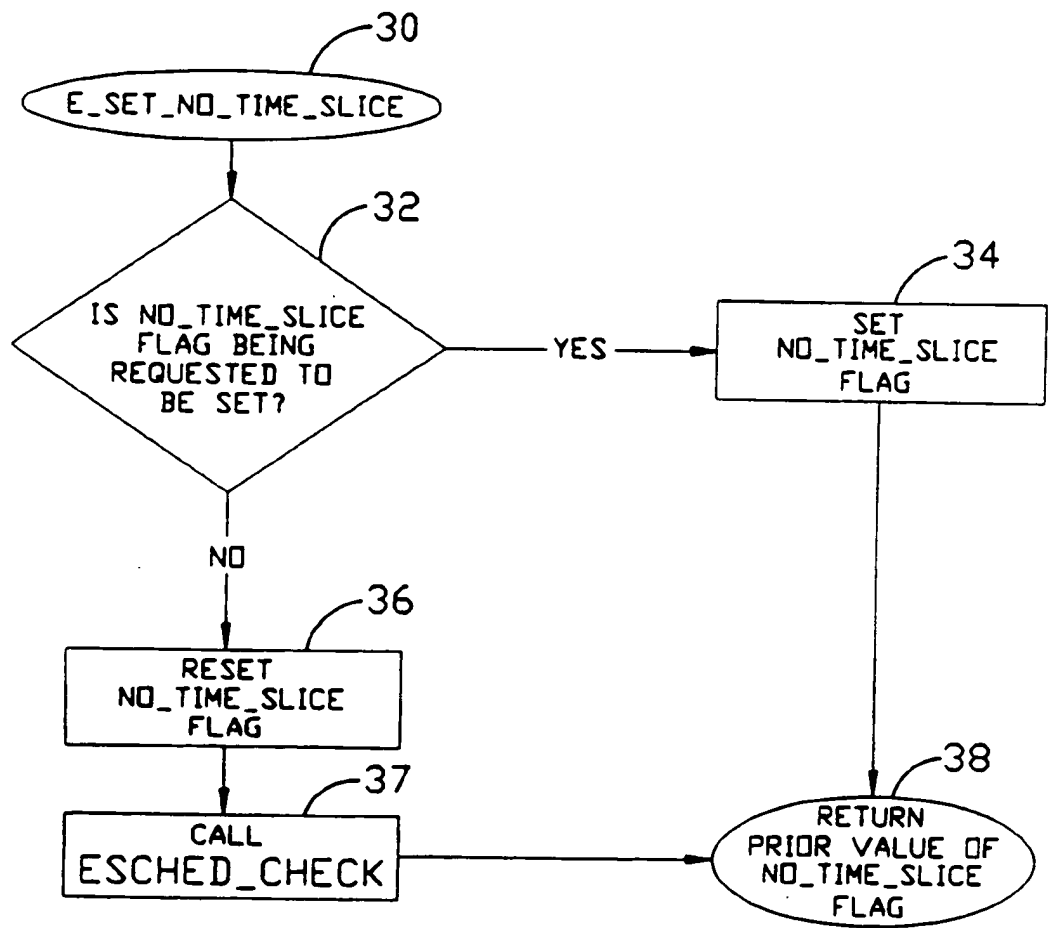 30
E_SET_NO_TIME_SLICE
32
IS NO_TIME_SLICE
FLAG BEING
REQUESTED TO
BE SET?
YES
34
SET
NO_TIME_SLICE
FLAG
NO
36
RESET
NO_TIME_SLICE
FLAG
37
CALL
ESCHED_CHECK
38
RETURN
PRIOR VALUE OF
NO_TIME_SLICE
FLAG